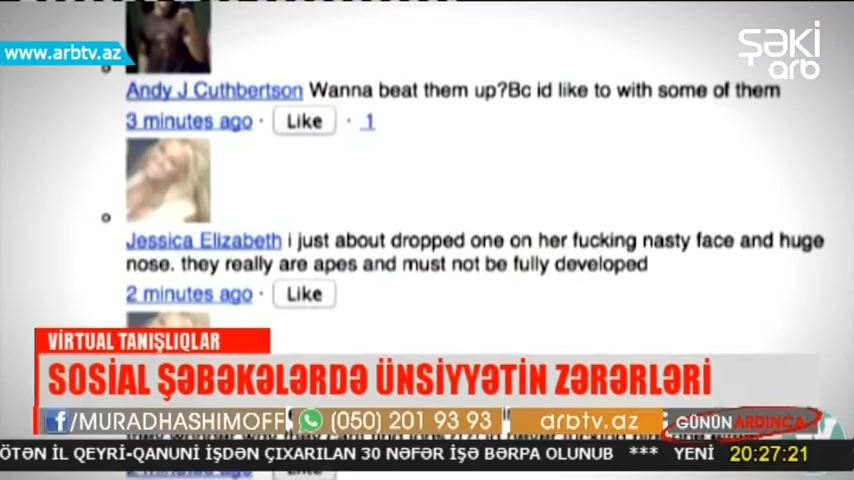 www.arbtv.az
şəki
arb
Andy J Cuthbertson Wanna beat them up?Bc id like to with some of them
3 minutes ago · Like · 1
Jessica Elizabeth i just about dropped one on her fucking nasty face and huge
nose. they really are apes and must not be fully developed
2 minutes ago · Like
VİRTUAL TANIŞLIQLAR
SOSİAL ŞƏBƏKƏLƏRDƏ ÜNSİYYƏTİN ZƏRƏRLƏRİ
f/MURADHASHIMOFF (050) 201 93 93 arbtv.az GÜNÜN ARDINCA
ÖTƏN İL QEYRİ-QANUNİ İŞDƏN ÇIXARILAN 30 NƏFƏR İŞƏ BƏRPA OLUNUB *** YENİ 20:27:21